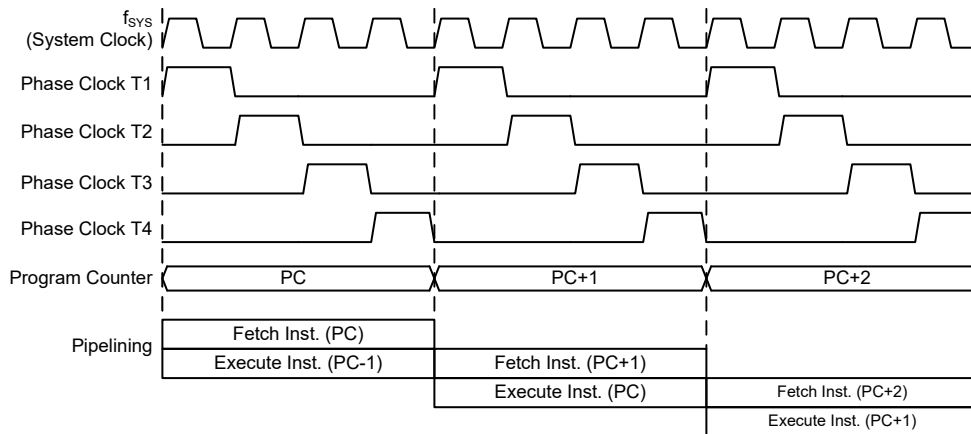 fSYS
(System Clock)
Phase Clock T1
Phase Clock T2
Phase Clock T3
Phase Clock T4
Program Counter PC PC+1 PC+2
Fetch Inst. (PC)
Pipelining
Execute Inst. (PC-1) Fetch Inst. (PC+1)
Execute Inst. (PC) Fetch Inst. (PC+2)
Execute Inst. (PC+1)